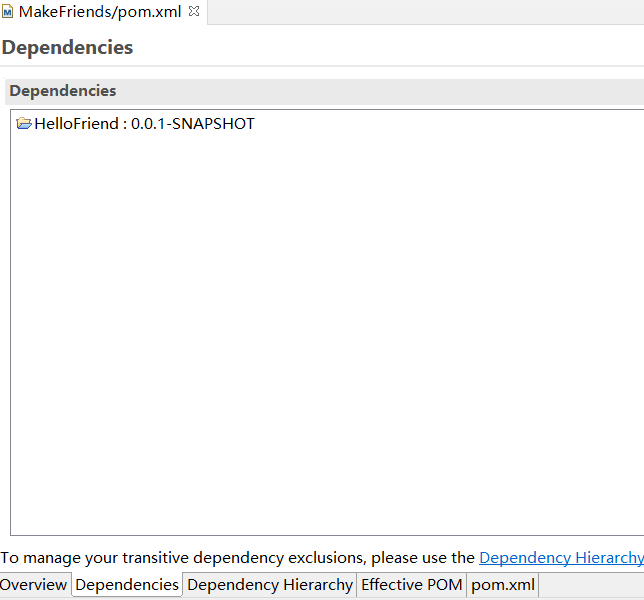 MakeFriends/pom.xml
Dependencies
Dependencies
HelloFriend : 0.0.1-SNAPSHOT
To manage your transitive dependency exclusions, please use the Dependency Hierarchy
Overview Dependencies Dependency Hierarchy Effective POM pom.xml